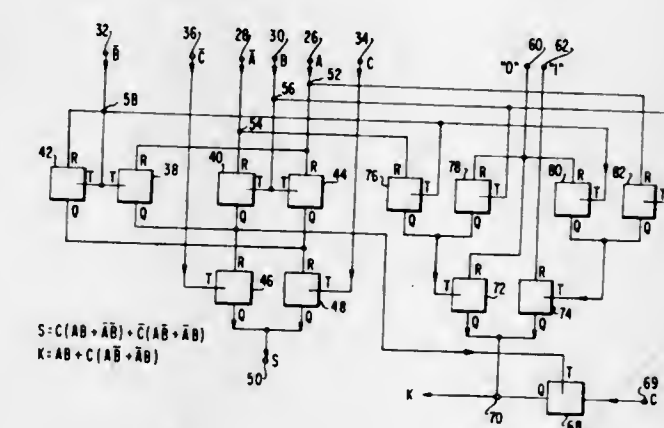 32 36 28 30 26 34 60 62
B̄ C̄ Ā B A C "0" "1"
58 56 52
54
42 R 38 40 R 44 R 76 R 78 R 80 R 82 R
T T T T T T T T
Q Q Q Q Q Q Q Q
R R R R
T 46 T T 72 T 74
48
Q Q Q Q
S=C(AB+ĀB̄)+C̄(AB̄+ĀB)
K=AB+C(AB̄+ĀB)
S
50
T
K Q 69
C
70 68